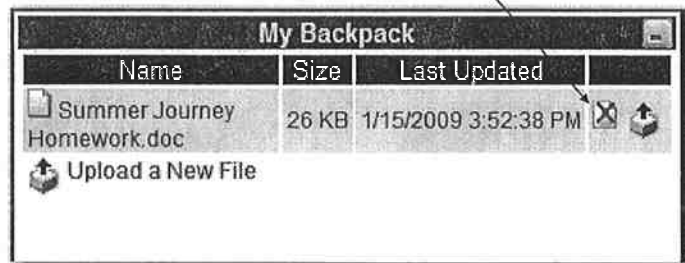 My Backpack
Name Size Last Updated
Summer Journey
Homework.doc 26 KB 1/15/2009 3:52:38 PM
Upload a New File